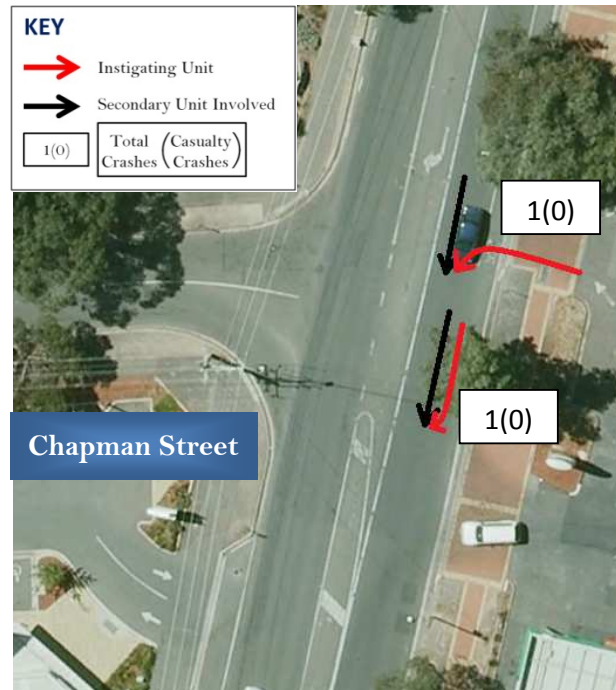 KEY
Instigating Unit
Secondary Unit Involved
1(0)
Total Crashes (Casualty Crashes)
1(0)
1(0)
Chapman Street